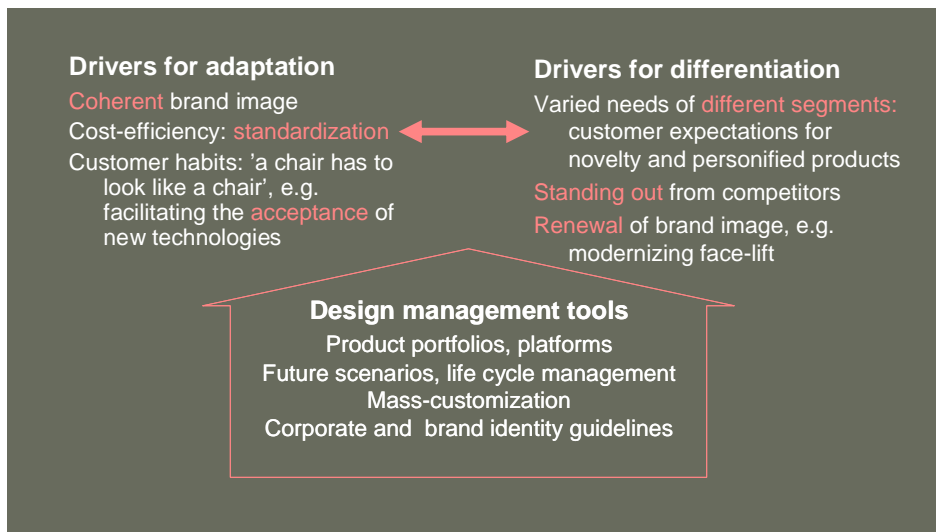 Drivers for adaptation
Coherent brand image
Cost-efficiency: standardization
Customer habits: 'a chair has to
look like a chair', e.g.
facilitating the acceptance of
new technologies
Drivers for differentiation
Varied needs of different segments:
customer expectations for
novelty and personified products
Standing out from competitors
Renewal of brand image, e.g.
modernizing face-lift
Design management tools
Product portfolios, platforms
Future scenarios, life cycle management
Mass-customization
Corporate and  brand identity guidelines